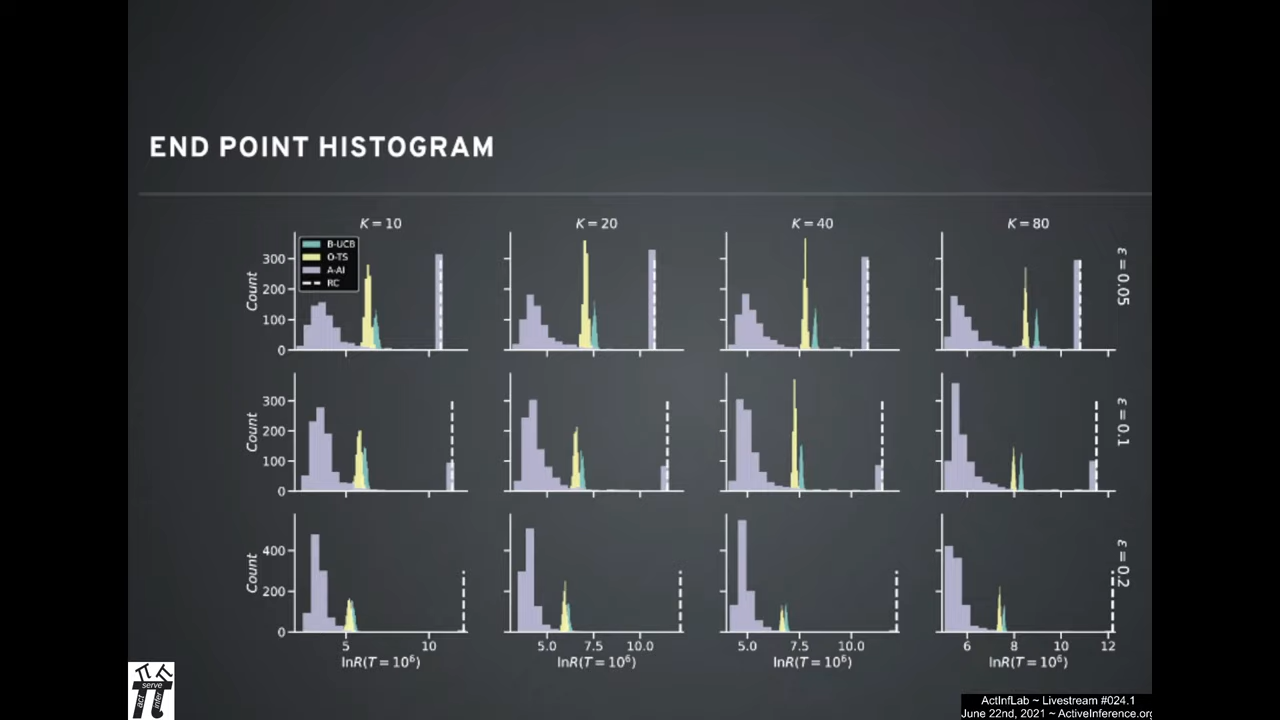 END POINT HISTOGRAM
K = 10
K = 20
K = 40
K = 80
B-UCB
O-TS
A-AI
RC
300
200
100
0
Count
ε = 0.05
300
200
100
0
Count
ε = 0.1
400
200
0
Count
ε = 0.2
5 10
5.0 7.5 10.0
5.0 7.5 10.0
6 8 10 12
lnR(T = 10⁶)
lnR(T = 10⁶)
lnR(T = 10⁶)
lnR(T = 10⁶)
serve
act
infer
ActInfLab ~ Livestream #024.1
June 22nd, 2021 ~ ActiveInference.org